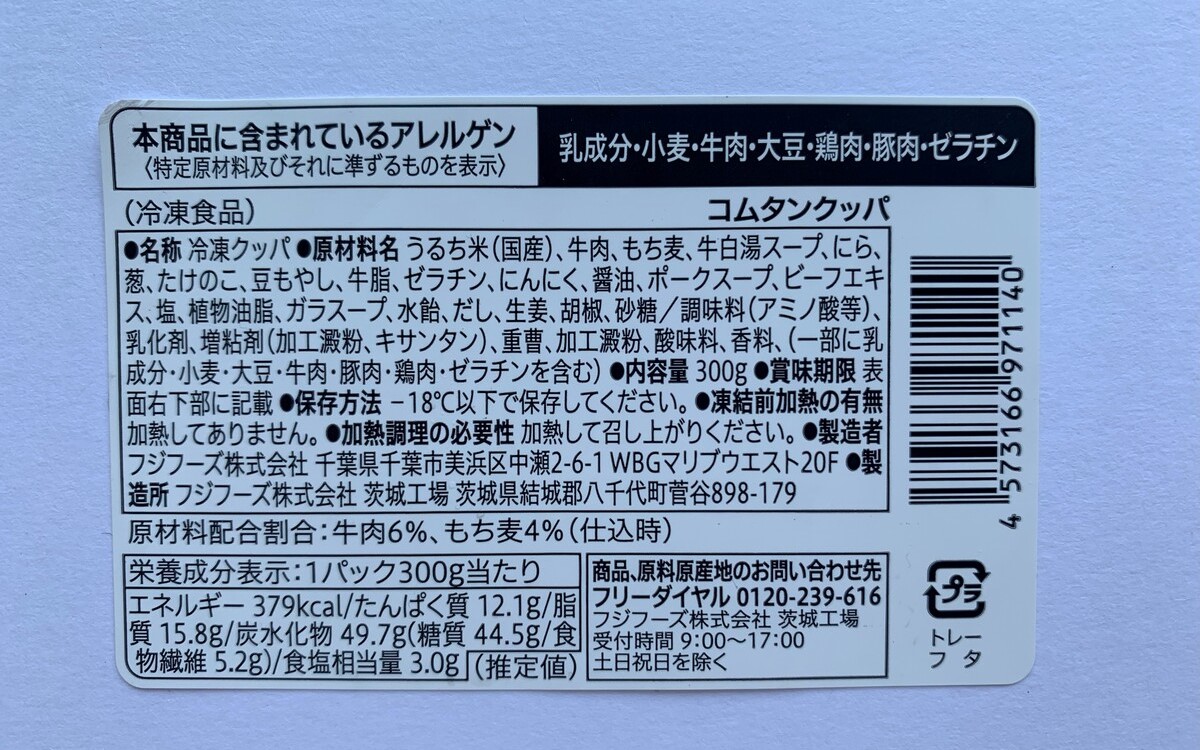 本商品に含まれているアレルゲン
〈特定原材料及びそれに準ずるものを表示〉
乳成分・小麦・牛肉・大豆・鶏肉・豚肉・ゼラチン
(冷凍食品)
コムタンクッパ
●名称 冷凍クッパ ●原材料名 うるち米(国産)、牛肉、もち麦、牛白湯スープ、にら、
葱、たけのこ、豆もやし、牛脂、ゼラチン、にんにく、醤油、ポークスープ、ビーフエキ
ス、塩、植物油脂、ガラスープ、水飴、だし、生姜、胡椒、砂糖／調味料(アミノ酸等)、
乳化剤、増粘剤(加工澱粉、キサンタン)、重曹、加工澱粉、酸味料、香料、(一部に乳
成分・小麦・大豆・牛肉・豚肉・鶏肉・ゼラチンを含む) ●内容量 300g ●賞味期限 表
面右下部に記載 ●保存方法 −18℃以下で保存してください。 ●凍結前加熱の有無
加熱してありません。 ●加熱調理の必要性 加熱して召し上がりください。 ●製造者
フジフーズ株式会社 千葉県千葉市美浜区中瀬2-6-1 WBGマリブウエスト20F ●製
造所 フジフーズ株式会社 茨城工場 茨城県結城郡八千代町菅谷898-179
原材料配合割合：牛肉6%、もち麦4%(仕込時)
栄養成分表示：1パック300g当たり
エネルギー 379kcal/たんぱく質 12.1g/脂
質 15.8g/炭水化物 49.7g(糖質 44.5g/食
物繊維 5.2g)/食塩相当量 3.0g (推定値)
商品、原料原産地のお問い合わせ先
フリーダイヤル 0120-239-616
フジフーズ株式会社 茨城工場
受付時間 9:00〜17:00
土日祝日を除く
4 573166 971140
プラ
トレー
フタ